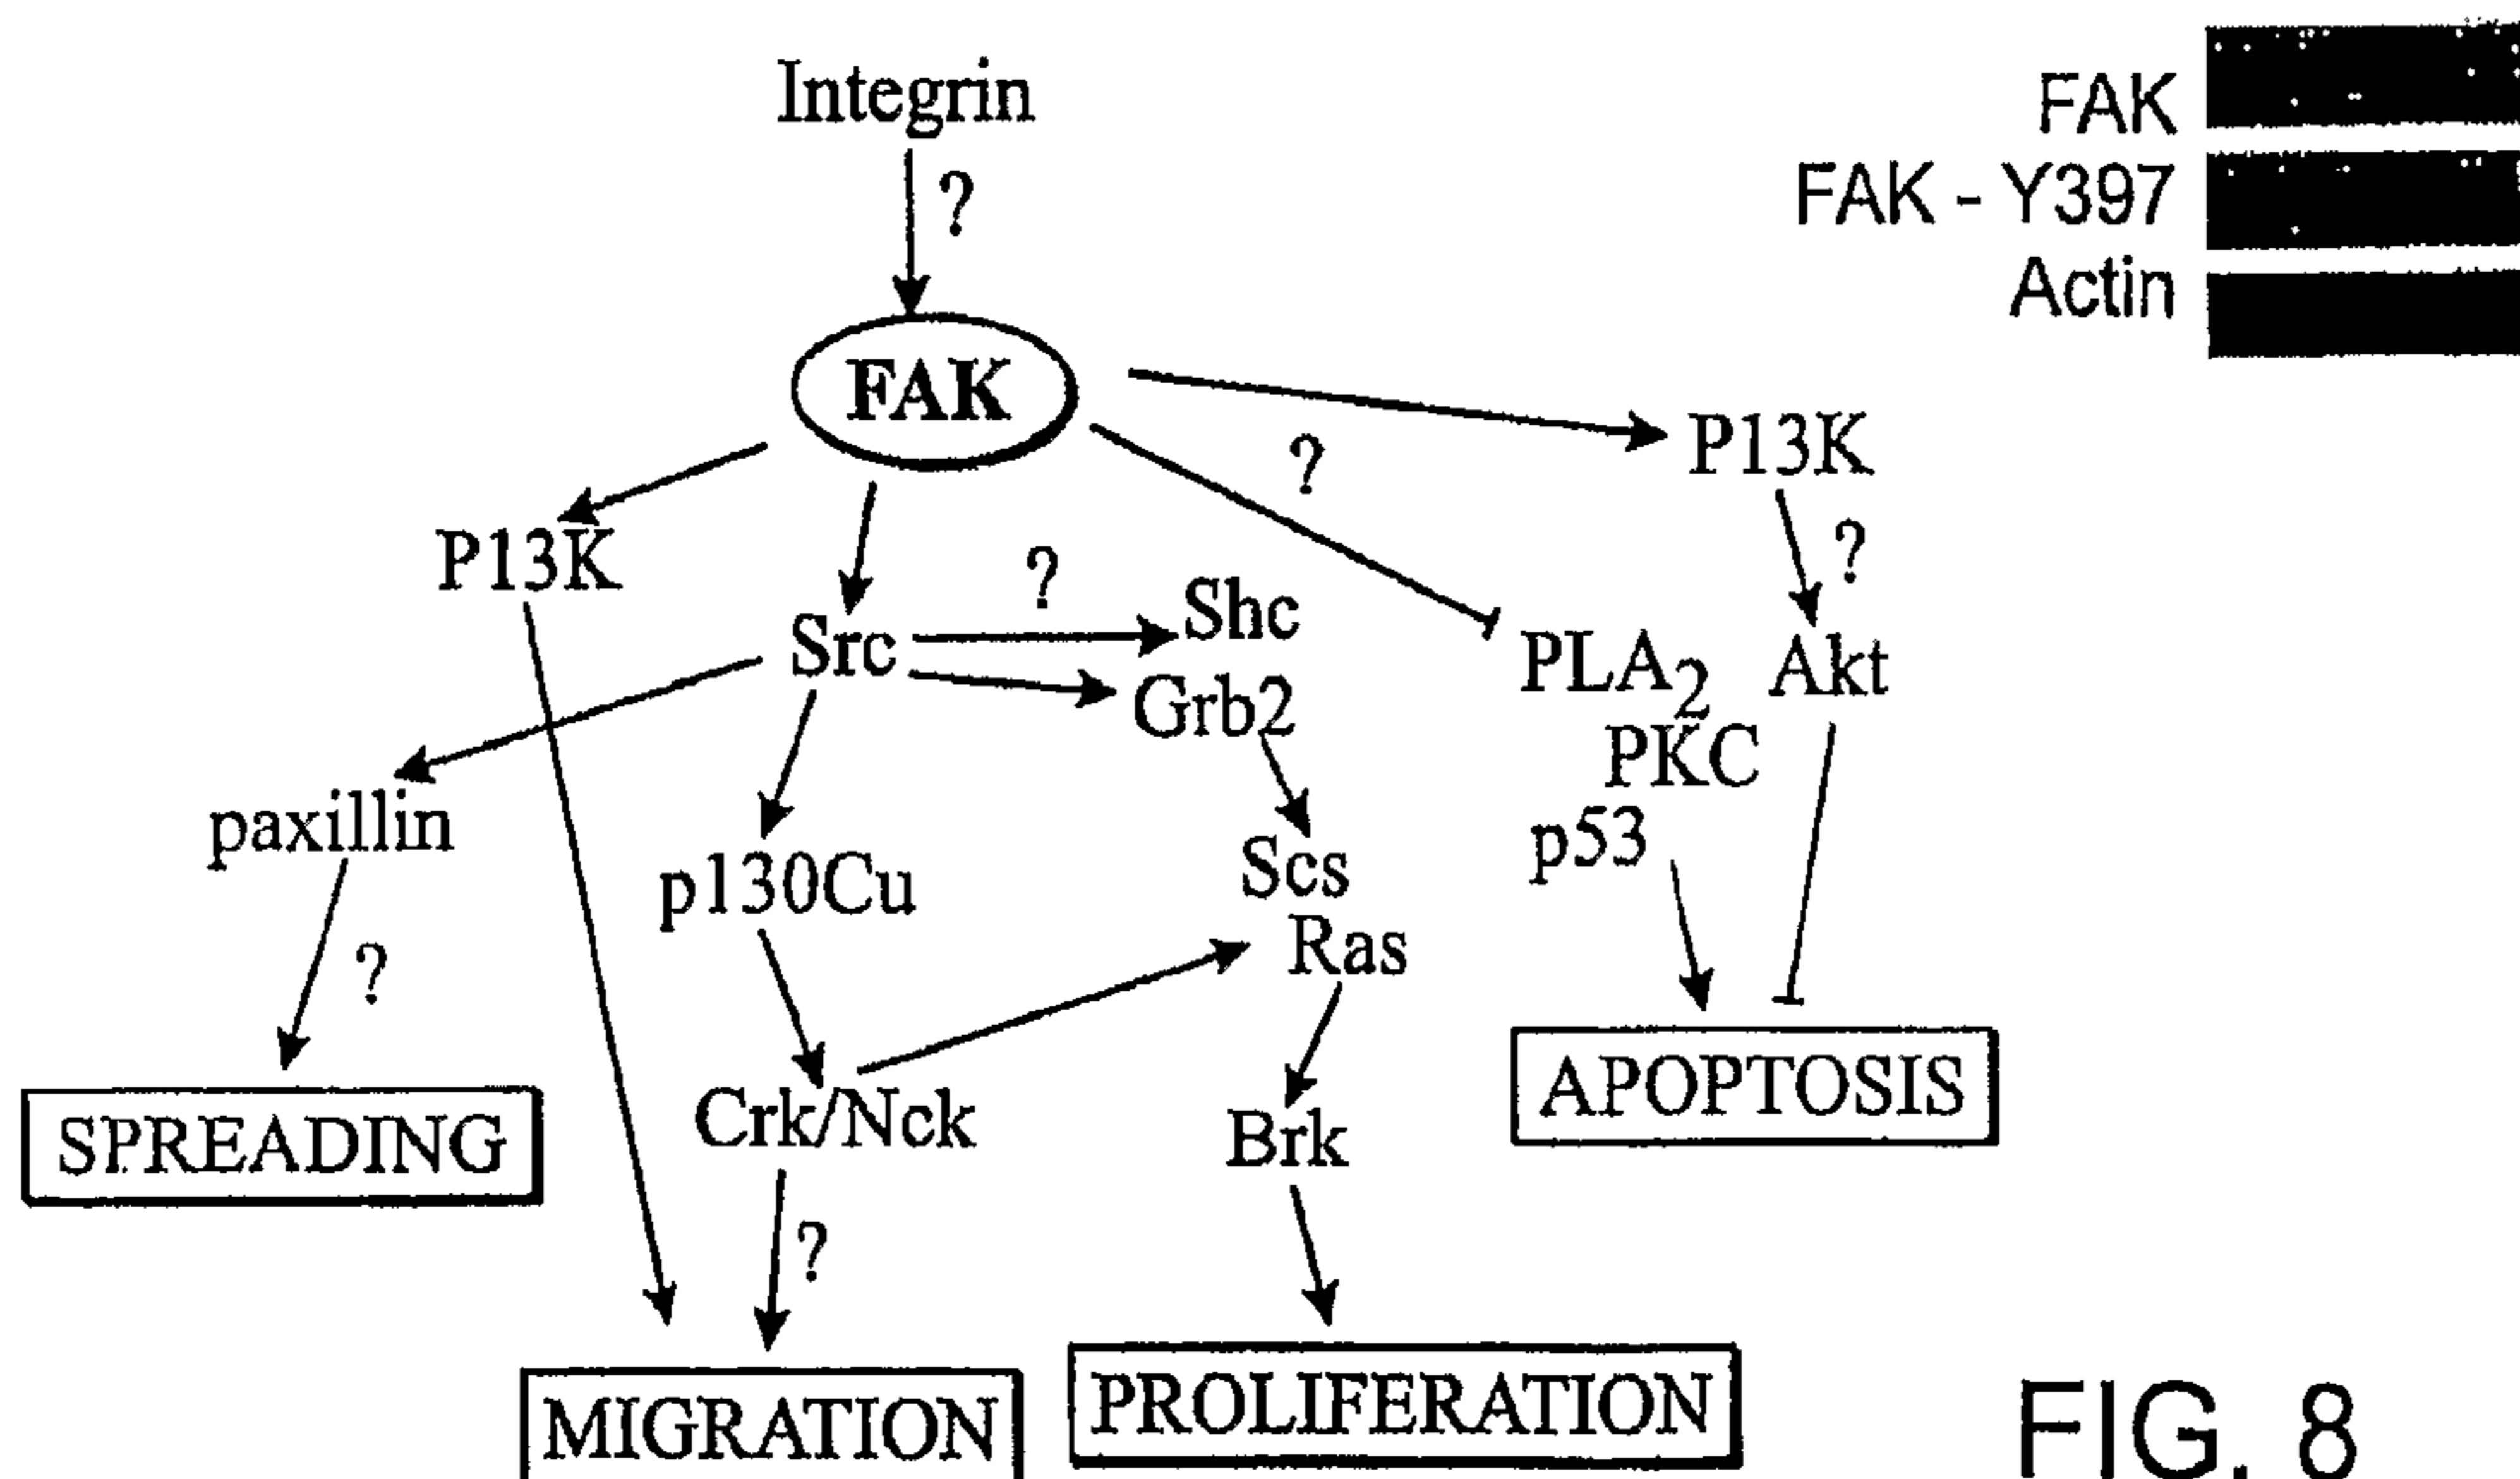 Integrin
?
FAK
FAK - Y397
Actin
FAK
P13K
?
P13K
?
?
Src
Shc
Grb2
PLA2
Akt
PKC
paxillin
p130Cu
Scs
Ras
p53
?
Crk/Nck
Brk
APOPTOSIS
SPREADING
?
MIGRATION
PROLIFERATION
FIG. 8